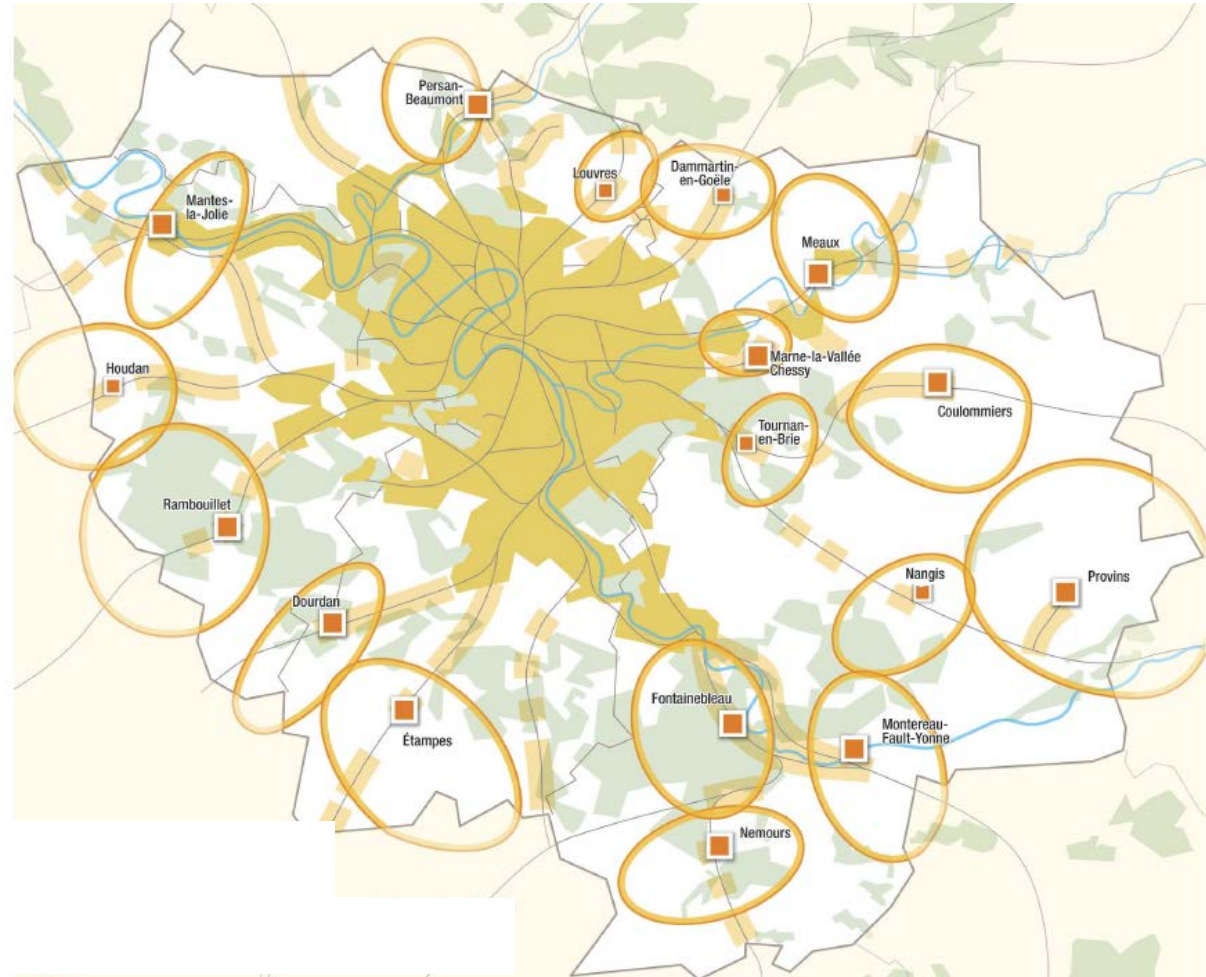 Persan-
Beaumont
Louvres
Dammartin-
en-Goële
Mantes-
la-Jolie
Meaux
Houdan
Marne-la-Vallée
Chessy
Coulommiers
Tournan-
en-Brie
Rambouillet
Nangis
Provins
Dourdan
Fontainebleau
Étampes
Montereau-
Fault-Yonne
Nemours